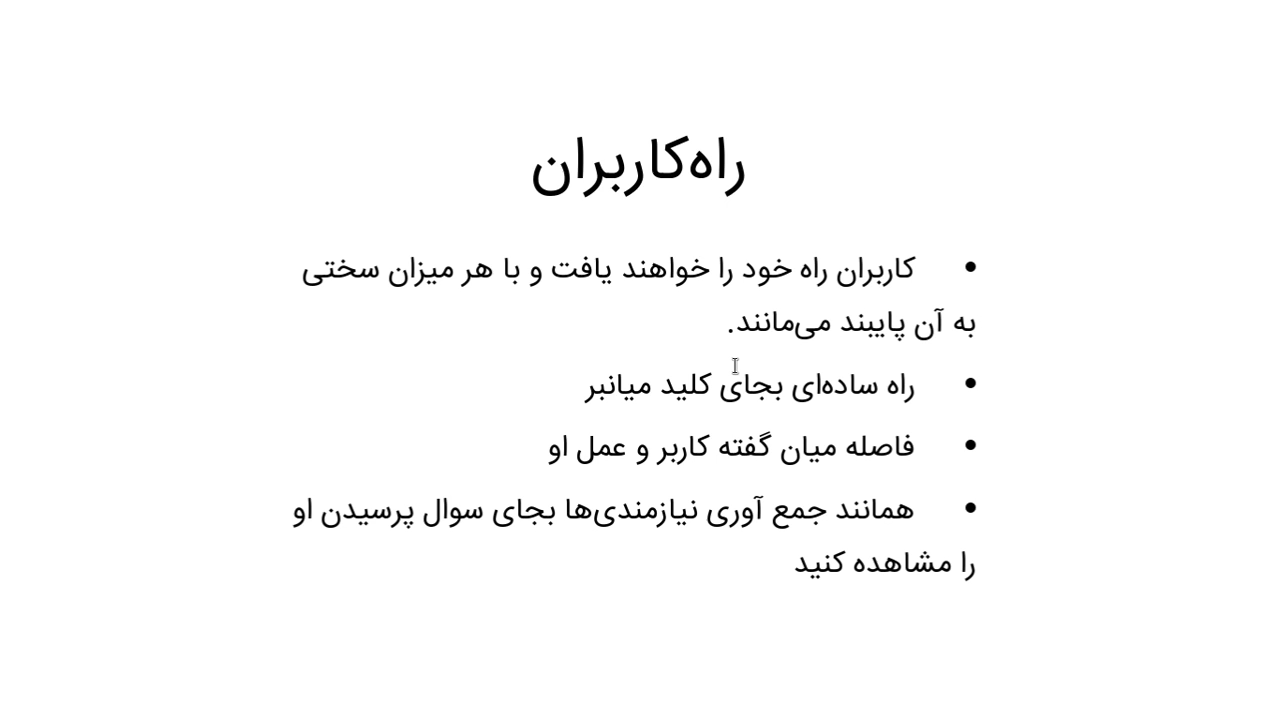 راه‌کاربران
• کاربران راه خود را خواهند یافت و با هر میزان سختی
به آن پایبند می‌مانند.
• راه ساده‌ای بجای کلید میانبر
• فاصله میان گفته کاربر و عمل او
• همانند جمع آوری نیازمندی‌ها بجای سوال پرسیدن او
را مشاهده کنید